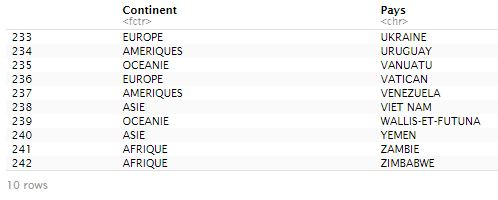 Continent Pays
<fctr> <chr>
233 EUROPE UKRAINE
234 AMERIQUES URUGUAY
235 OCEANIE VANUATU
236 EUROPE VATICAN
237 AMERIQUES VENEZUELA
238 ASIE VIET NAM
239 OCEANIE WALLIS-ET-FUTUNA
240 ASIE YEMEN
241 AFRIQUE ZAMBIE
242 AFRIQUE ZIMBABWE
10 rows